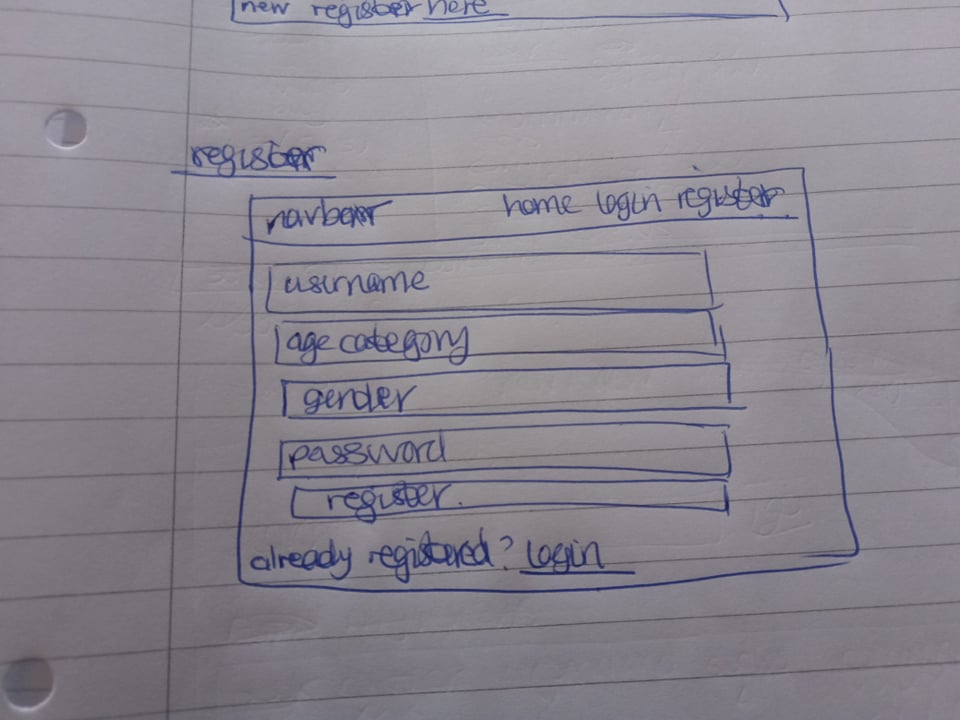 new register here
register
navbar home login register
username
age category
gender
password
register.
already registered? login